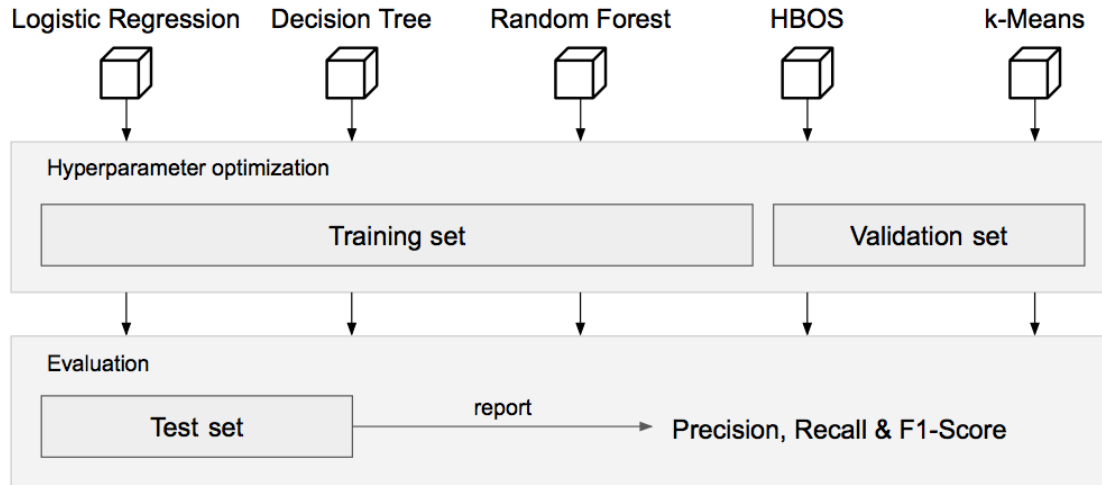 Logistic Regression
Decision Tree
Random Forest
HBOS
k-Means
Hyperparameter optimization
Training set
Validation set
Evaluation
Test set
report
Precision, Recall & F1-Score